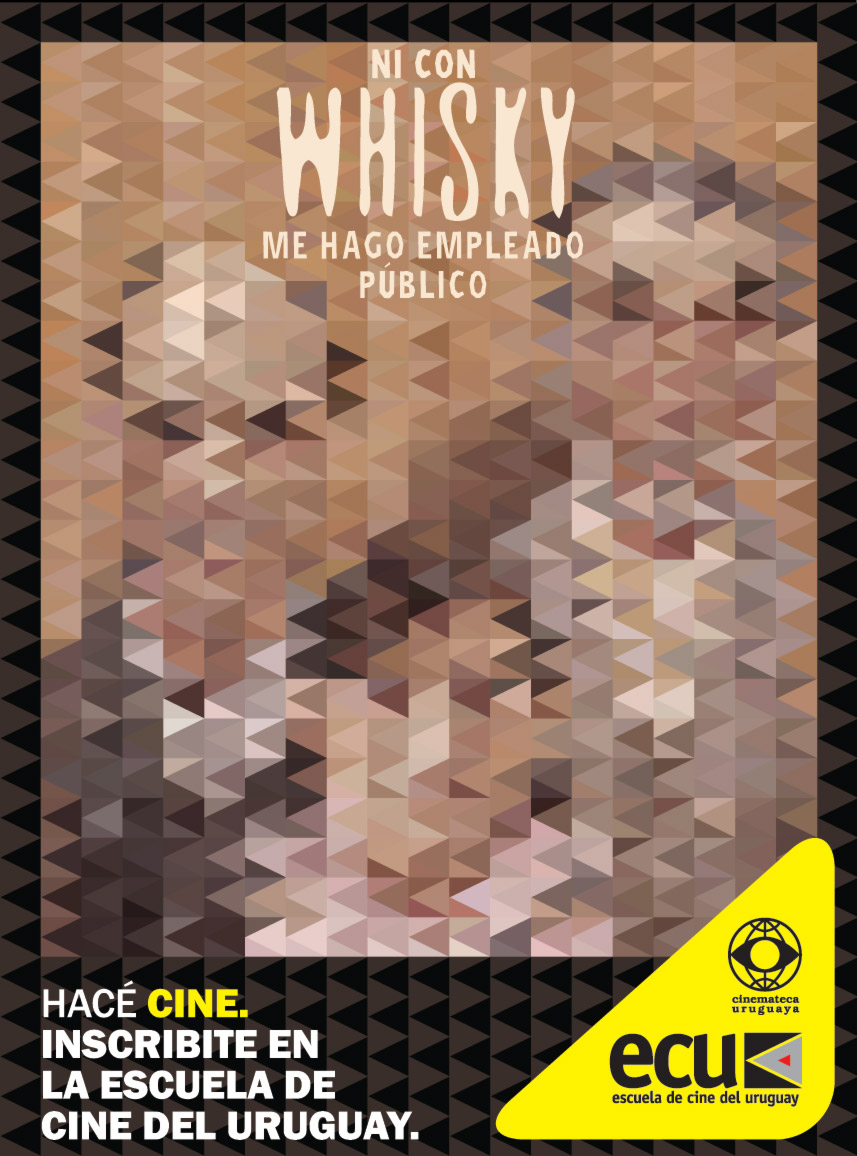 NI CON
WHISKY
ME HAGO EMPLEADO
PÚBLICO
HACÉ CINE.
INSCRIBITE EN
LA ESCUELA DE
CINE DEL URUGUAY.
cinemateca
uruguaya
ecu
escuela de cine del uruguay